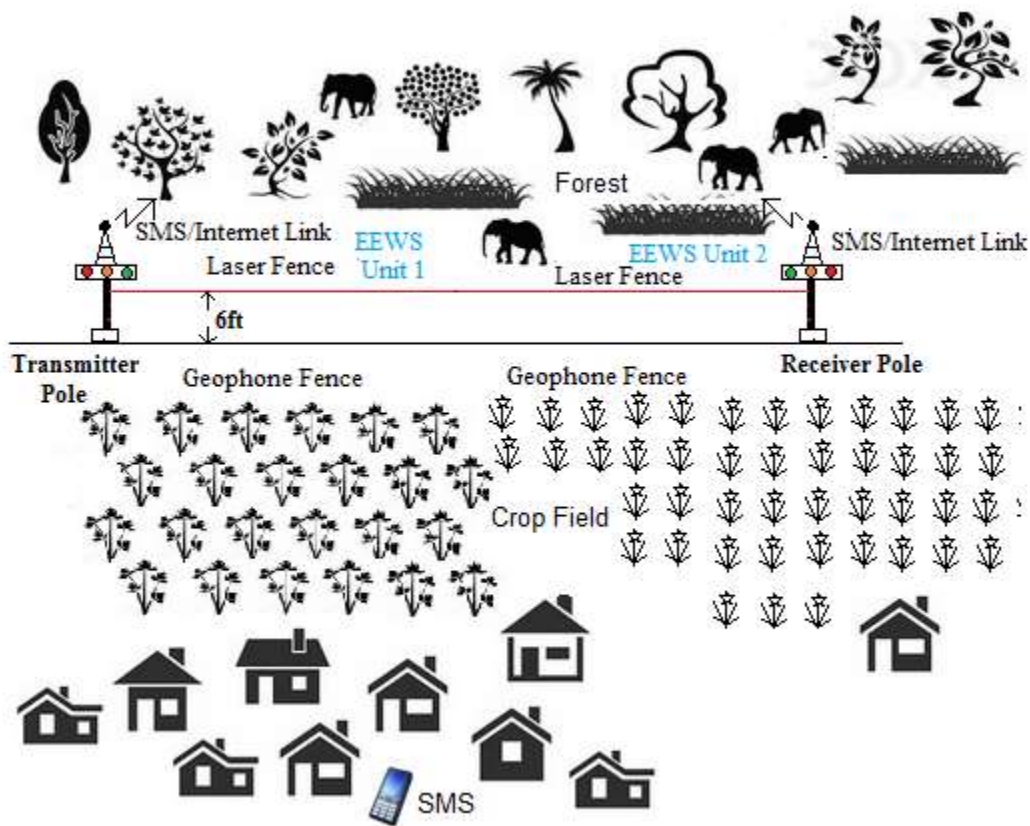 Forest
SMS/Internet Link
EEWS
Unit 1
EEWS Unit 2
SMS/Internet Link
Laser Fence
Laser Fence
6ft
Transmitter
Pole
Geophone Fence
Geophone Fence
Receiver Pole
Crop Field
SMS